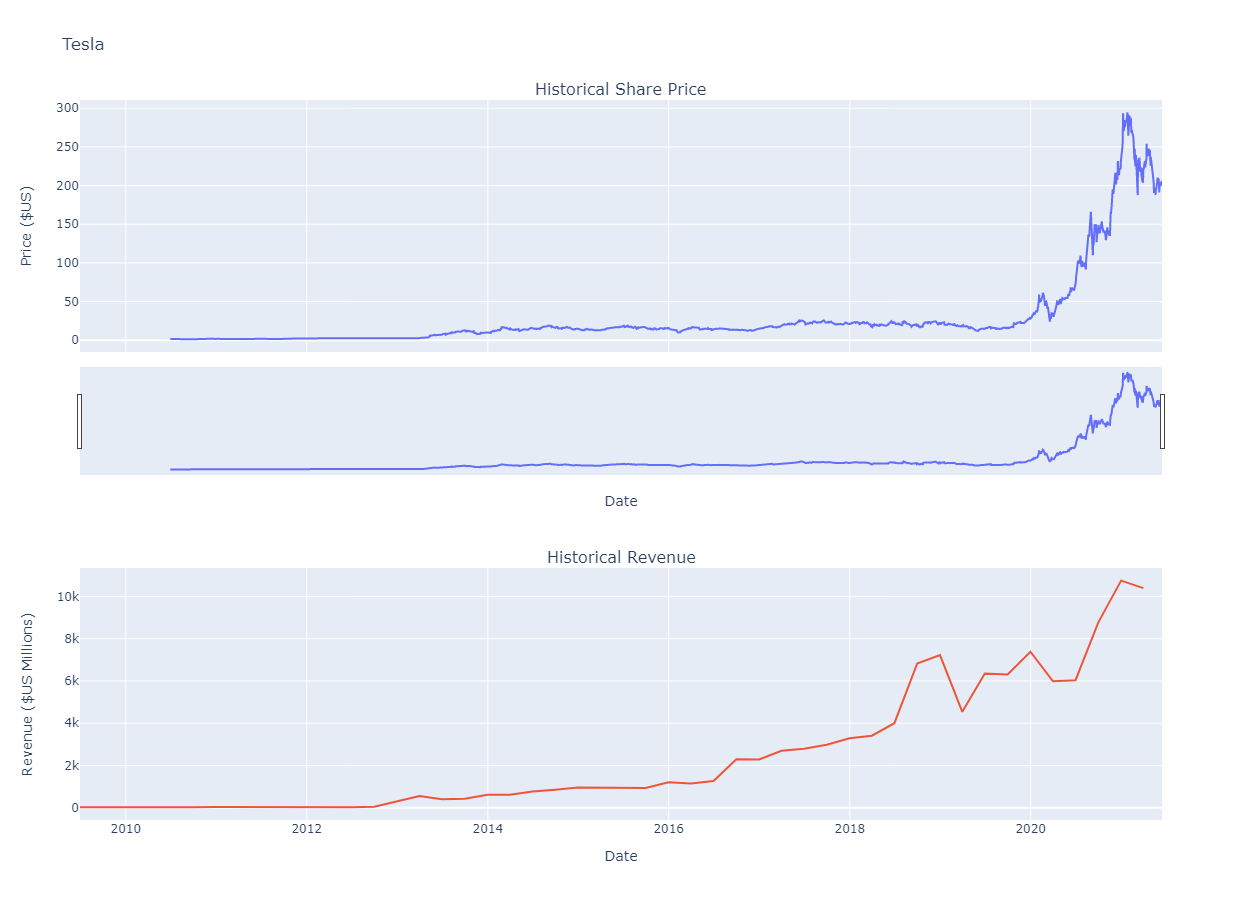 Tesla
Historical Share Price
300
250
200
150
100
50
0
Price ($US)
2010
2012
2014
2016
2018
2020
Date
Historical Revenue
10k
8k
6k
4k
2k
0
Revenue ($US Millions)
Date